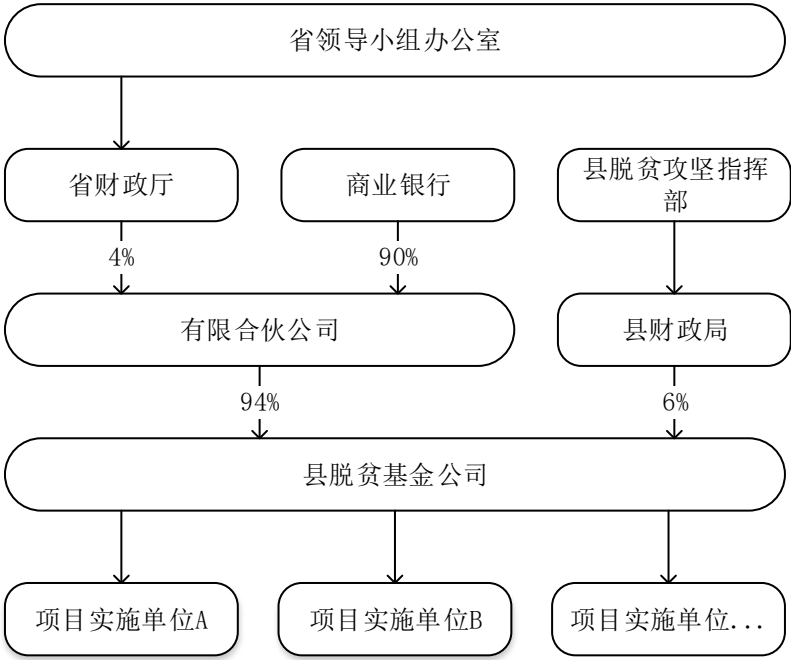 省领导小组办公室
省财政厅
商业银行
县脱贫攻坚指挥
部
4%
90%
有限合伙公司
县财政局
94%
6%
县脱贫基金公司
项目实施单位A
项目实施单位B
项目实施单位...